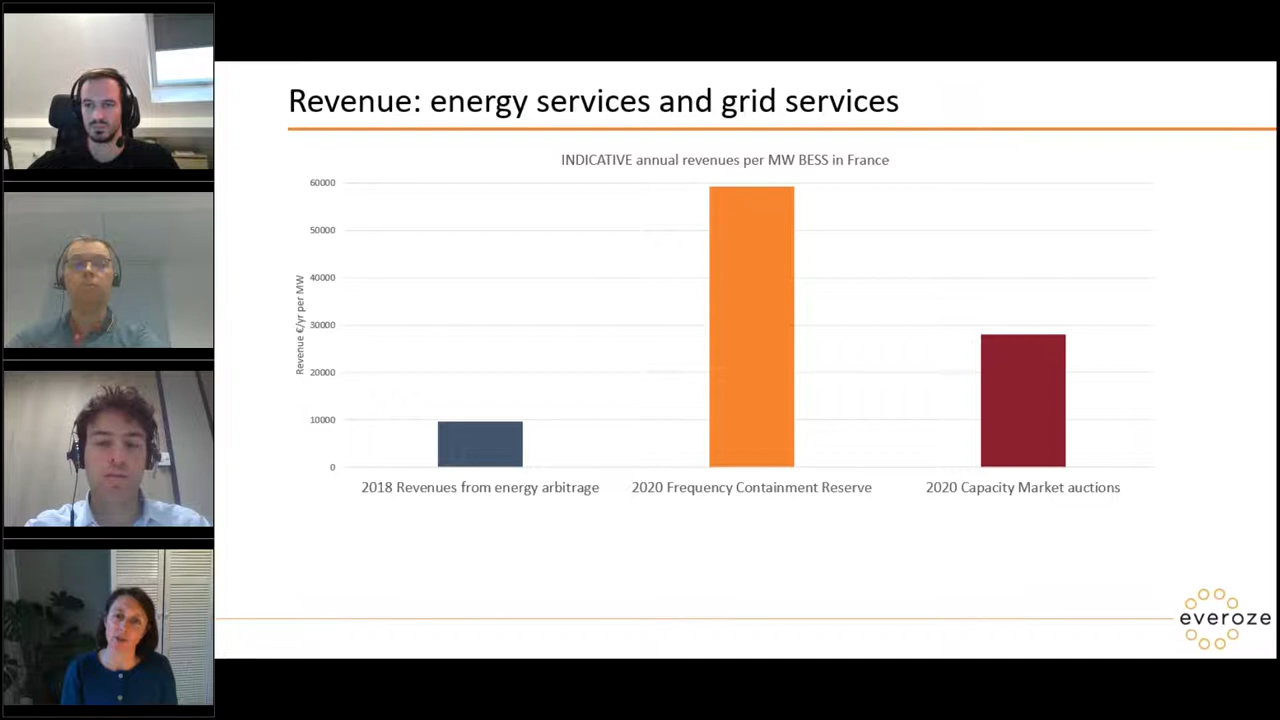 Revenue: energy services and grid services
INDICATIVE annual revenues per MW BESS in France
Revenue €/yr per MW
60000
50000
40000
30000
20000
10000
0
2018 Revenues from energy arbitrage
2020 Frequency Containment Reserve
2020 Capacity Market auctions
everoze